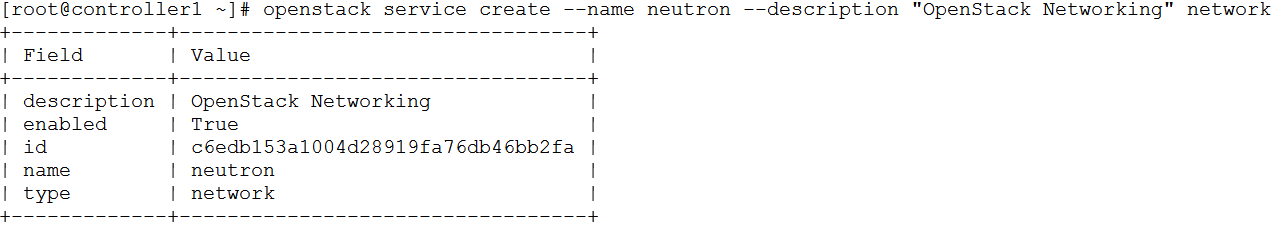 [root@controller1 ~]# openstack service create --name neutron --description "OpenStack Networking" network
+-------------+----------------------------------+
| Field       | Value                            |
+-------------+----------------------------------+
| description | OpenStack Networking             |
| enabled     | True                             |
| id          | c6edb153a1004d28919fa76db46bb2fa |
| name        | neutron                          |
| type        | network                          |
+-------------+----------------------------------+